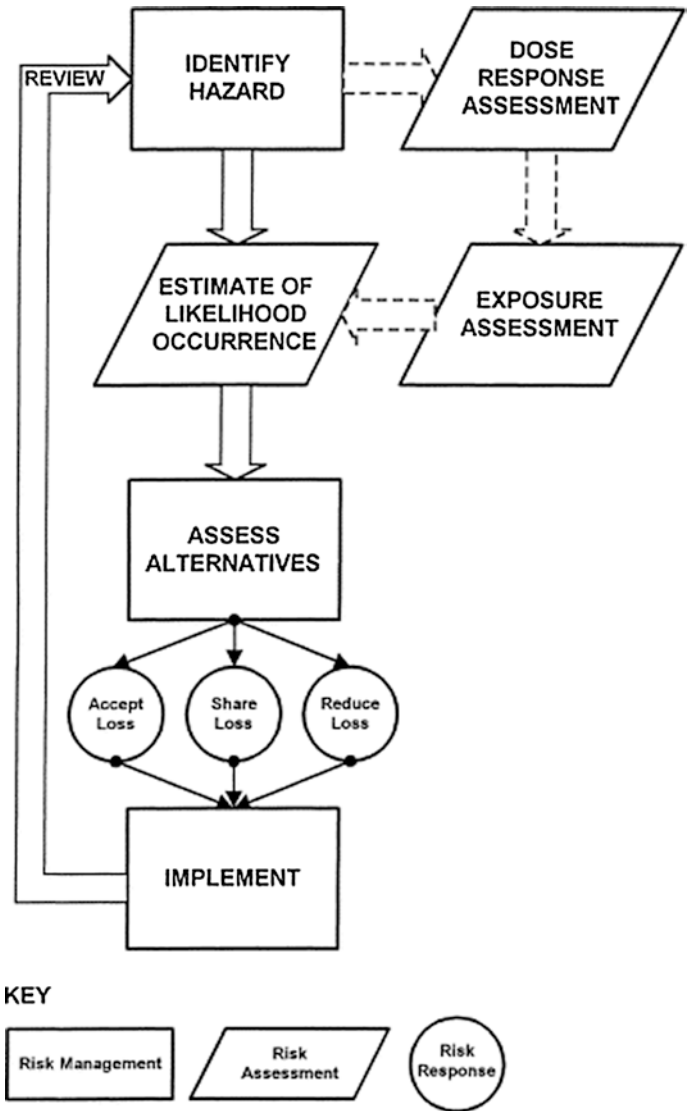 REVIEW
IDENTIFY
HAZARD
DOSE
RESPONSE
ASSESSMENT
ESTIMATE OF
LIKELIHOOD
OCCURRENCE
EXPOSURE
ASSESSMENT
ASSESS
ALTERNATIVES
Accept
Loss
Share
Loss
Reduce
Loss
IMPLEMENT
KEY
Risk Management
Risk
Assessment
Risk
Response